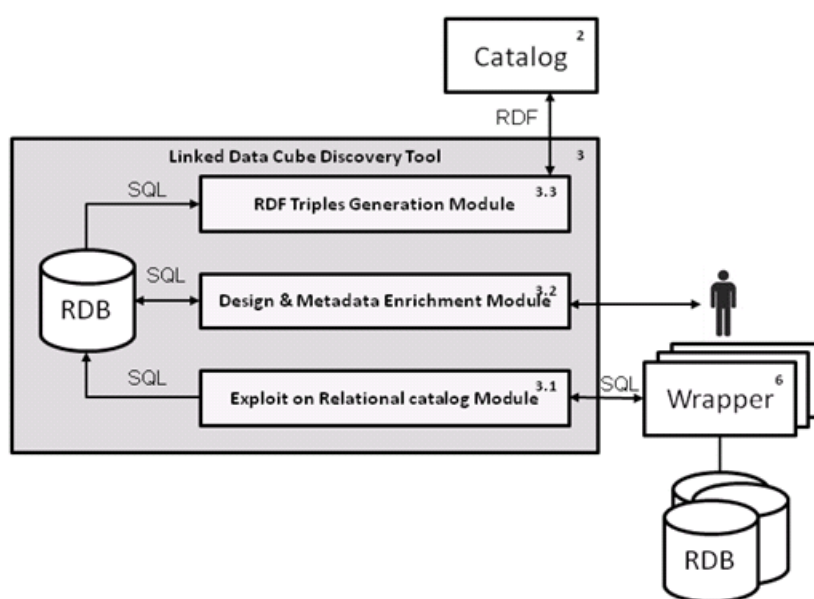 2
Catalog
RDF
Linked Data Cube Discovery Tool 3
SQL
3.3
RDF Triples Generation Module
SQL
3.2
Design & Metadata Enrichment Module
RDB
SQL
3.1
Exploit on Relational catalog Module
SQL
6
Wrapper
RDB